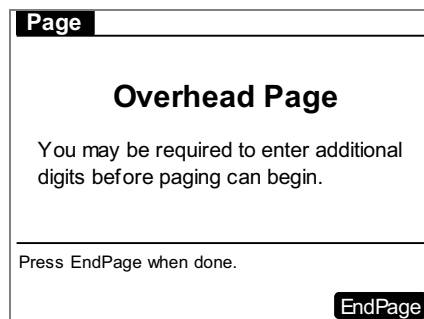 Page
Overhead Page
You may be required to enter additional
digits before paging can begin.
Press EndPage when done.
EndPage